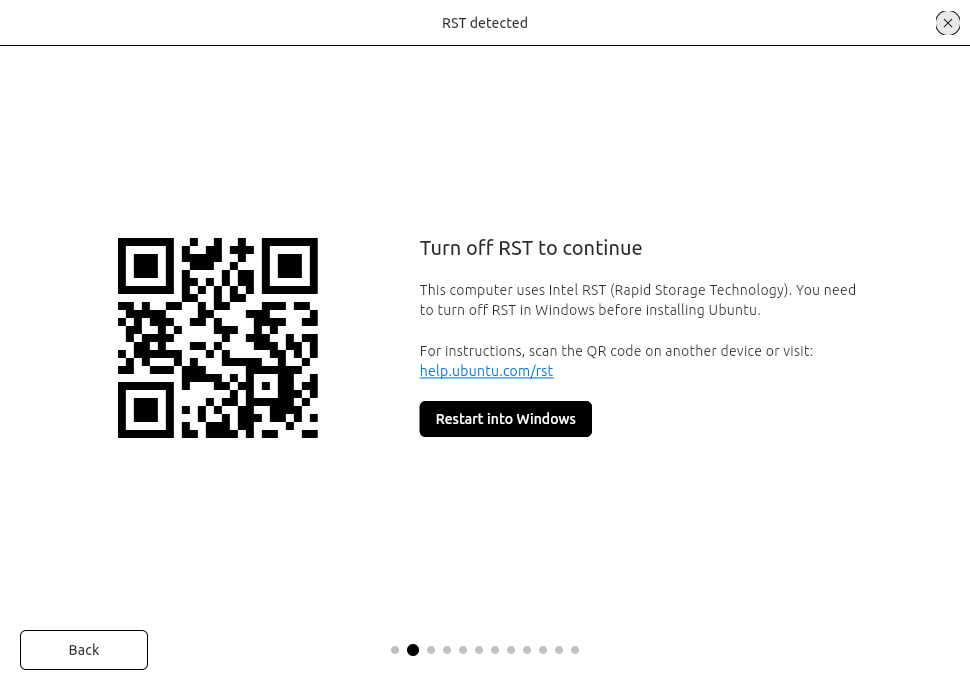 RST detected
Turn off RST to continue
This computer uses Intel RST (Rapid Storage Technology). You need
to turn off RST in Windows before installing Ubuntu.
For instructions, scan the QR code on another device or visit:
help.ubuntu.com/rst
Restart into Windows
Back